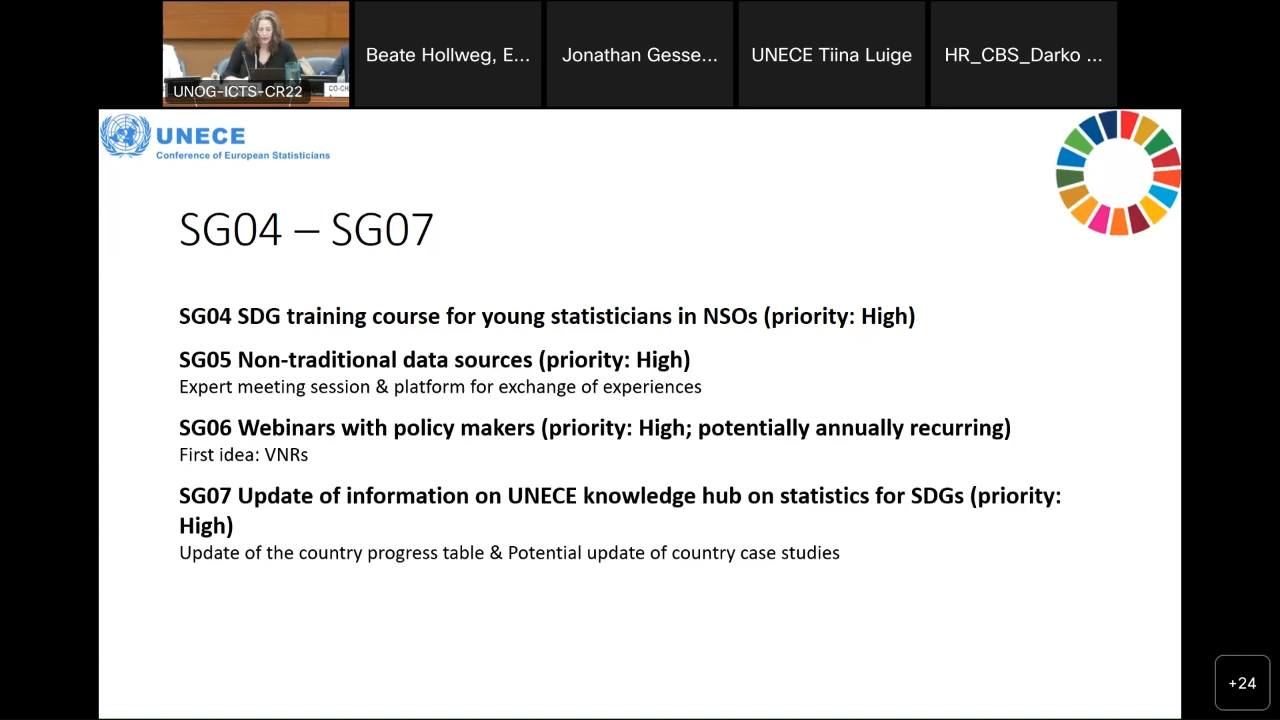 UNOG-ICTS-CR22
CO-CH
Beate Hollweg, E...
Jonathan Gesse...
UNECE Tiina Luige
HR_CBS_Darko ...
UNECE
Conference of European Statisticians
SG04 – SG07
SG04 SDG training course for young statisticians in NSOs (priority: High)
SG05 Non-traditional data sources (priority: High)
Expert meeting session & platform for exchange of experiences
SG06 Webinars with policy makers (priority: High; potentially annually recurring)
First idea: VNRs
SG07 Update of information on UNECE knowledge hub on statistics for SDGs (priority:
High)
Update of the country progress table & Potential update of country case studies
+24